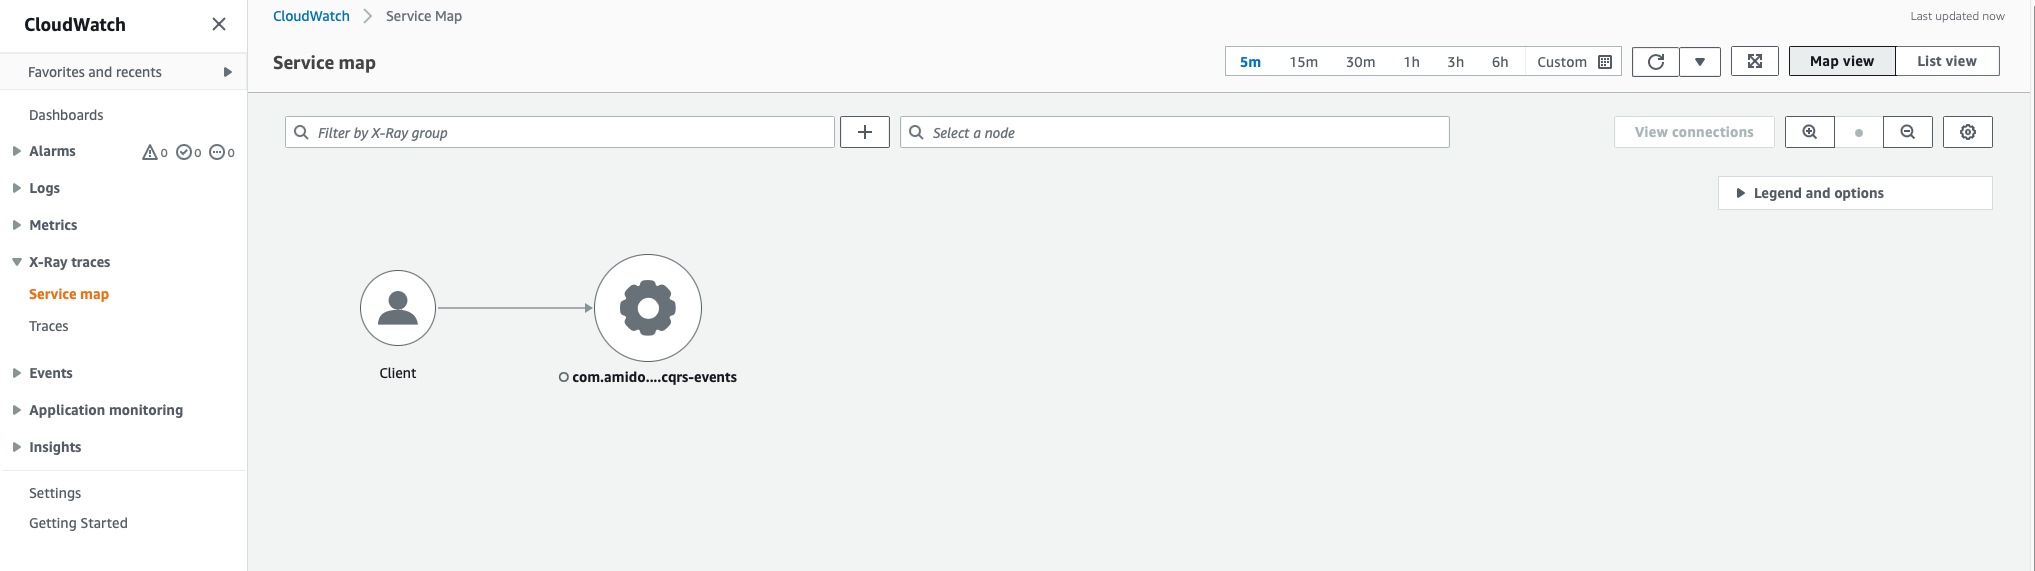 CloudWatch
Favorites and recents
Dashboards
Alarms 0 0 0
Logs
Metrics
X-Ray traces
Service map
Traces
Events
Application monitoring
Insights
Settings
Getting Started
CloudWatch Service Map
Last updated now
Service map
5m 15m 30m 1h 3h 6h Custom
Map view List view
Filter by X-Ray group
Select a node
View connections
Legend and options
Client
com.amido....cqrs-events